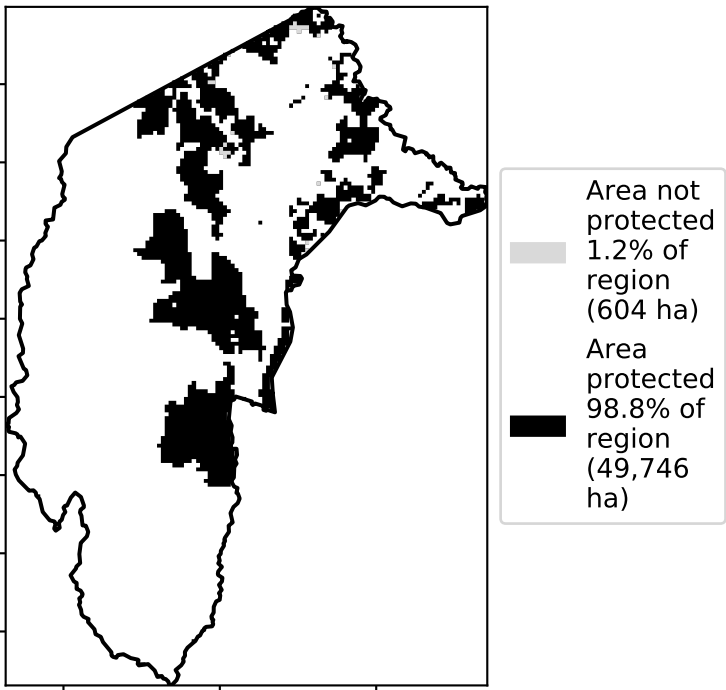 Area not
protected
1.2% of
region
(604 ha)
Area
protected
98.8% of
region
(49,746
ha)